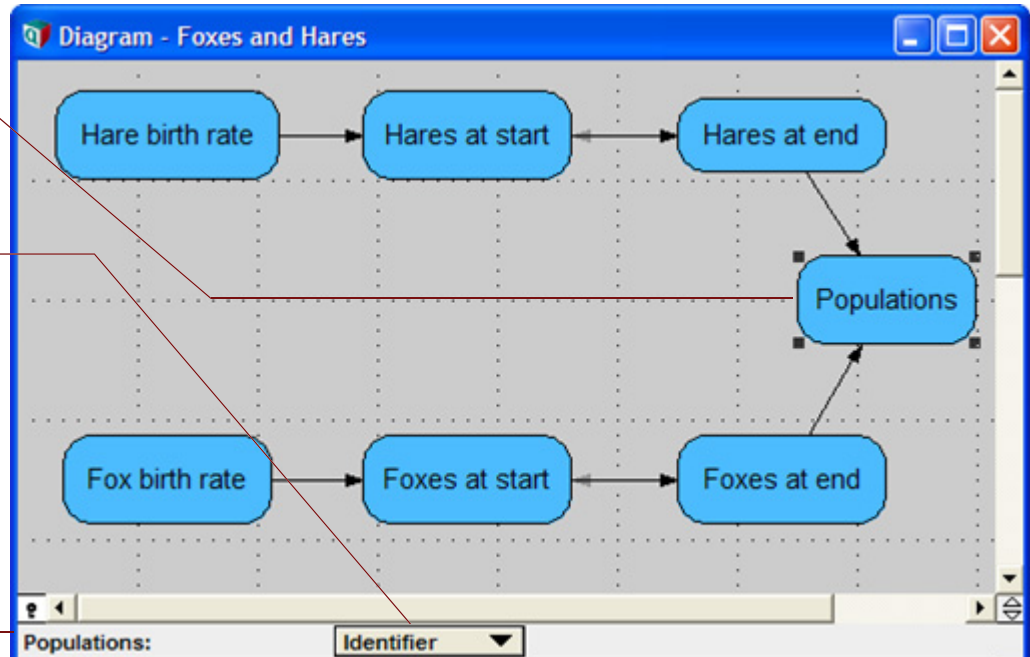 Diagram - Foxes and Hares
Hare birth rate
Hares at start
Hares at end
Populations
Fox birth rate
Foxes at start
Foxes at end
Populations:
Identifier